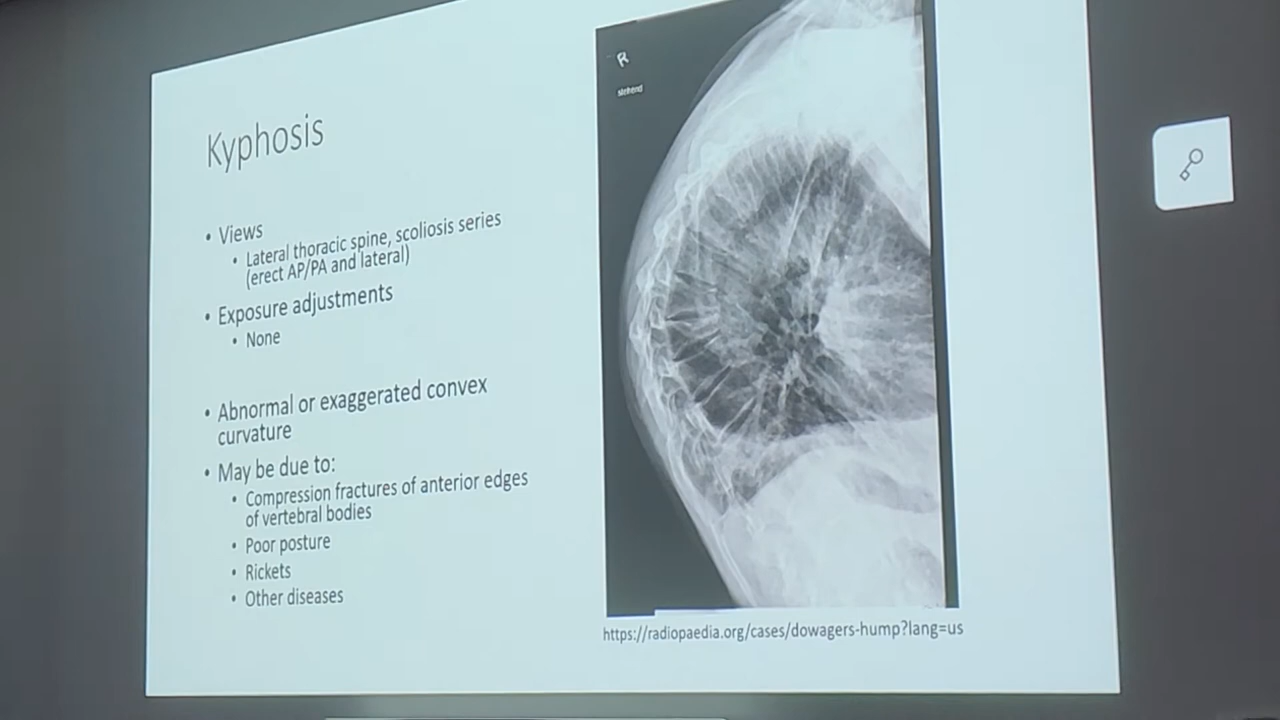 Kyphosis
• Views
• Lateral thoracic spine, scoliosis series
(erect AP/PA and lateral)
• Exposure adjustments
• None
• Abnormal or exaggerated convex
curvature
• May be due to:
• Compression fractures of anterior edges
of vertebral bodies
• Poor posture
• Rickets
• Other diseases
R
stehend
https://radiopaedia.org/cases/dowagers-hump?lang=us